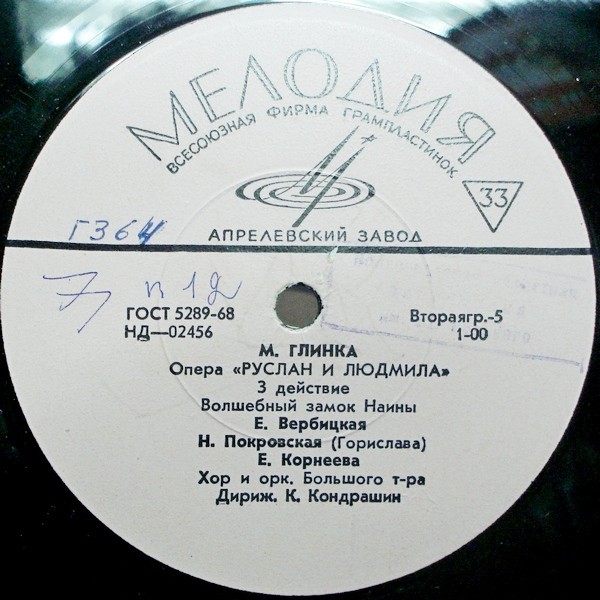 МЕЛОДИЯ
ВСЕСОЮЗНАЯ ФИРМА ГРАМПЛАСТИНОК
33
АПРЕЛЕВСКИЙ ЗАВОД
Г364
ГОСТ 5289-68
НД—02456
Втораягр.-5
1-00
М. ГЛИНКА
Опера «РУСЛАН И ЛЮДМИЛА»
3 действие
Волшебный замок Наины
Е. Вербицкая
Н. Покровская (Горислава)
Е. Корнеева
Хор и орк. Большого т-ра
Дириж. К. Кондрашин